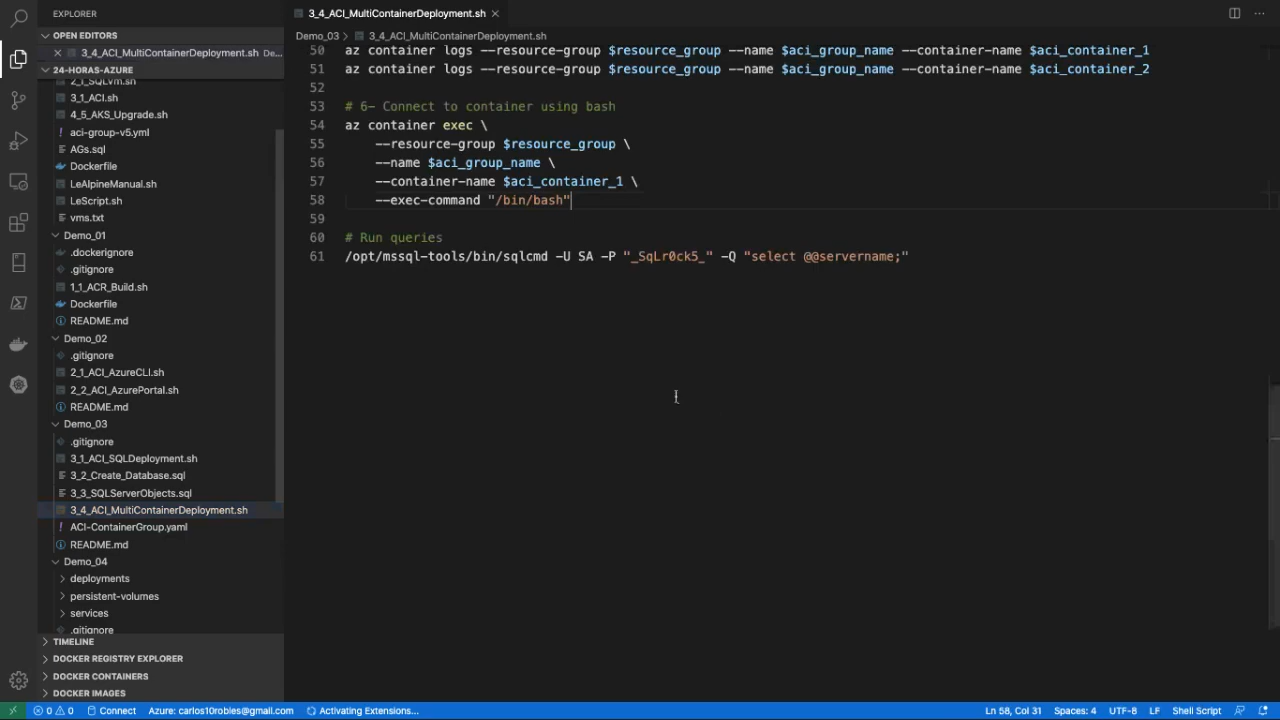 EXPLORER
OPEN EDITORS
3_4_ACI_MultiContainerDeployment.sh De...
24-HORAS-AZURE
2_1_SqlVm.sh
3_1_ACI.sh
4_5_AKS_Upgrade.sh
aci-group-v5.yml
AGs.sql
Dockerfile
LeAlpineManual.sh
LeScript.sh
vms.txt
Demo_01
.dockerignore
.gitignore
1_1_ACR_Build.sh
Dockerfile
README.md
Demo_02
.gitignore
2_1_ACI_AzureCLI.sh
2_2_ACI_AzurePortal.sh
README.md
Demo_03
.gitignore
3_1_ACI_SQLDeployment.sh
3_2_Create_Database.sql
3_3_SQLServerObjects.sql
3_4_ACI_MultiContainerDeployment.sh
ACI-ContainerGroup.yaml
README.md
Demo_04
deployments
persistent-volumes
services
.gitignore
TIMELINE
DOCKER REGISTRY EXPLORER
DOCKER CONTAINERS
DOCKER IMAGES
3_4_ACI_MultiContainerDeployment.sh
Demo_03 > 3_4_ACI_MultiContainerDeployment.sh
50 az container logs --resource-group $resource_group --name $aci_group_name --container-name $aci_container_1
51 az container logs --resource-group $resource_group --name $aci_group_name --container-name $aci_container_2
52
53 # 6- Connect to container using bash
54 az container exec \
55 --resource-group $resource_group \
56 --name $aci_group_name \
57 --container-name $aci_container_1 \
58 --exec-command "/bin/bash"
59
60 # Run queries
61 /opt/mssql-tools/bin/sqlcmd -U SA -P "_SqLr0ck5_" -Q "select @@servername;"
0 0 Connect Azure: carlos10robles@gmail.com Activating Extensions... Ln 58, Col 31 Spaces: 4 UTF-8 LF Shell Script